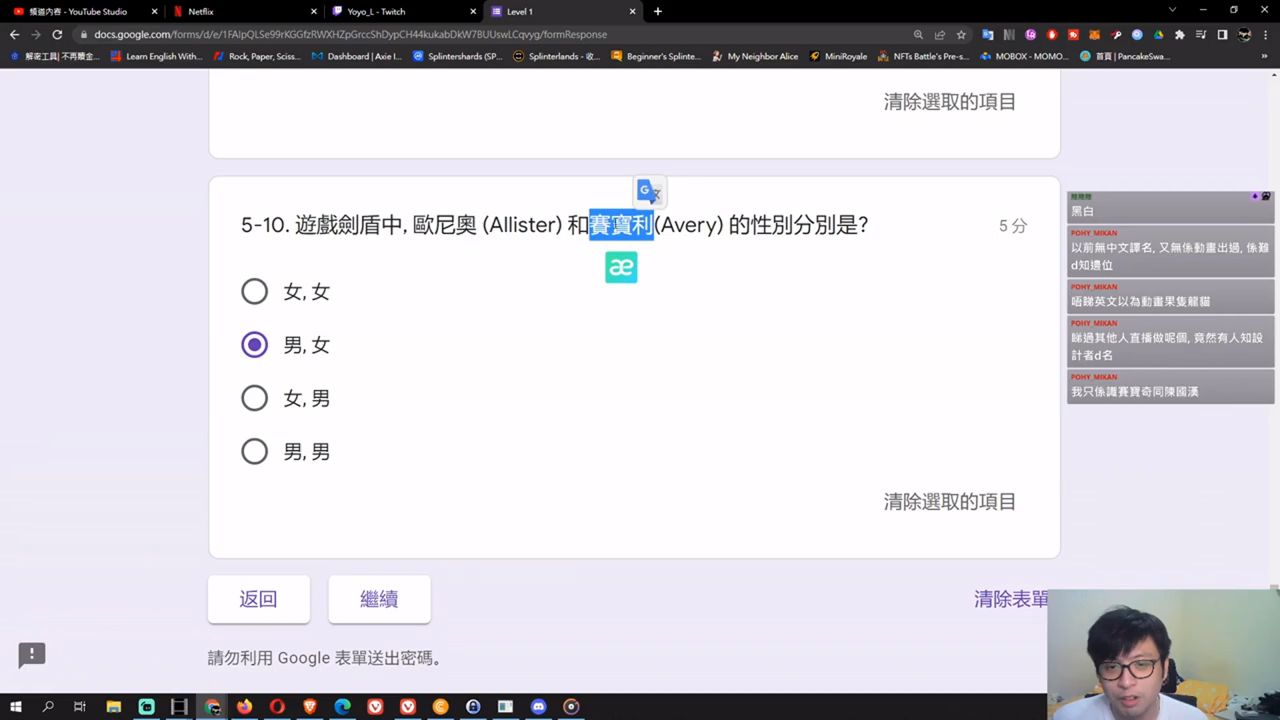 頻道內容 - YouTube Studio
Netflix
Yoyo_L - Twitch
Level 1
docs.google.com/forms/d/e/1FAIpQLSe99rKGGfzRWXHZpGrccShDypCH44kukabDkW7BUUswLCqvyg/formResponse
解密工具| 不再贖金...
Learn English With...
Rock, Paper, Sciss...
Dashboard | Axie I...
Splintershards (SP...
Splinterlands - 收...
Beginner's Splinte...
My Neighbor Alice
MiniRoyale
NFTs Battle's Pre-s...
MOBOX - MOMO...
首頁 | PancakeSwa...
清除選取的項目
5-10. 遊戲劍盾中, 歐尼奧 (Allister) 和賽寶利(Avery) 的性別分別是?
5 分
æ
女, 女
男, 女
女, 男
男, 男
清除選取的項目
返回
繼續
清除表單
請勿利用 Google 表單送出密碼。
黑白
POHY_MIKAN
以前無中文譯名, 又無係動畫出過, 係難
d知邊位
POHY_MIKAN
唔睇英文以為動畫果隻龍貓
POHY_MIKAN
睇過其他人直播做呢個, 竟然有人知設
計者d名
POHY_MIKAN
我只係識賽寶奇同陳國漢